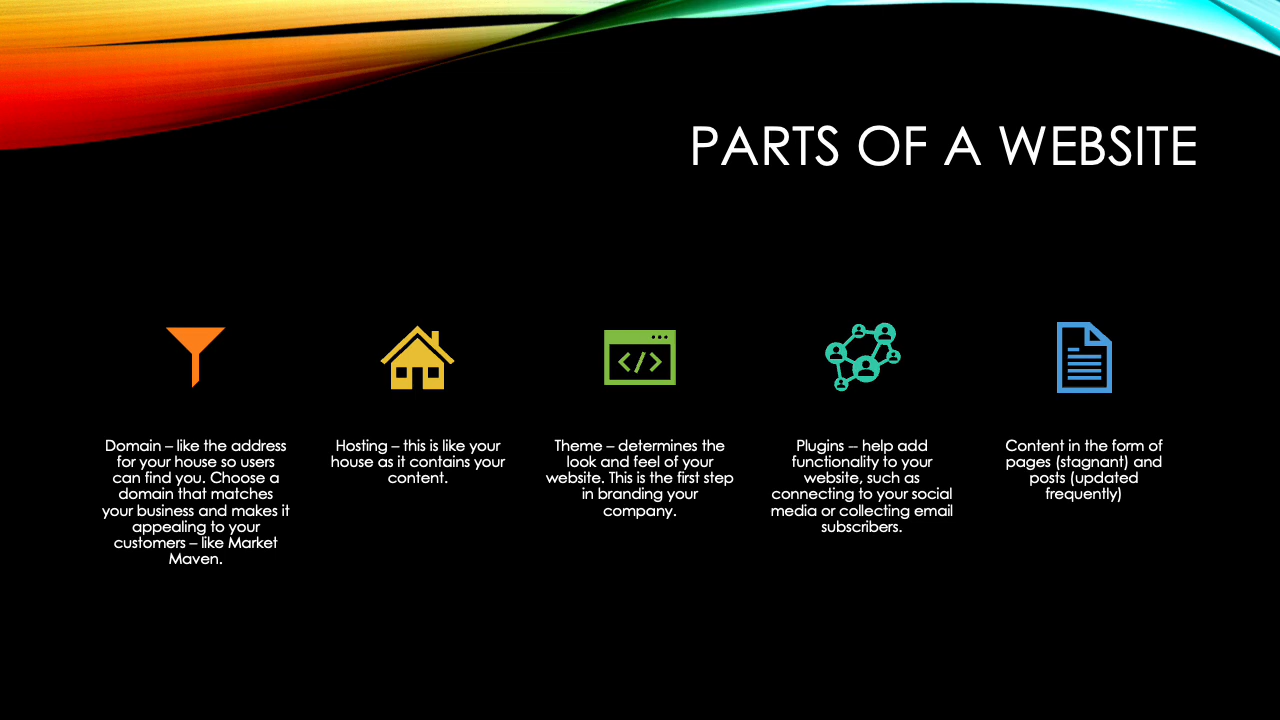 PARTS OF A WEBSITE
Domain – like the address
for your house so users
can find you. Choose a
domain that matches
your business and makes it
appealing to your
customers – like Market
Maven.
Hosting – this is like your
house as it contains your
content.
Theme – determines the
look and feel of your
website. This is the first step
in branding your
company.
Plugins – help add
functionality to your
website, such as
connecting to your social
media or collecting email
subscribers.
Content in the form of
pages (stagnant) and
posts (updated
frequently)